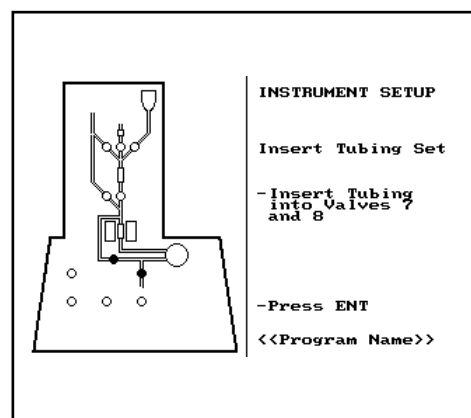 INSTRUMENT SETUP
Insert Tubing Set
-Insert Tubing
into Valves 7
and 8
-Press ENT
<<Program Name>>